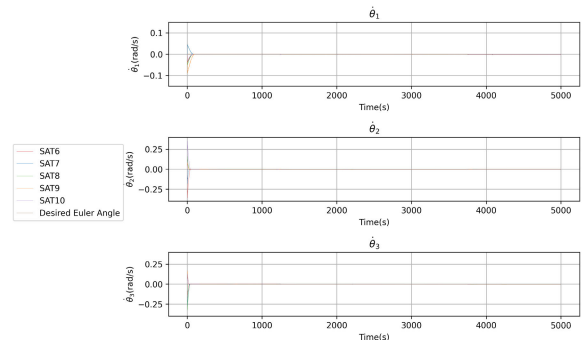 θ̇₁
0.1
0.0
−0.1
θ̇₁(rad/s)
0 1000 2000 3000 4000 5000
Time(s)
θ̇₂
0.25
0.00
−0.25
θ̇₂(rad/s)
0 1000 2000 3000 4000 5000
Time(s)
SAT6
SAT7
SAT8
SAT9
SAT10
Desired Euler Angle
θ̇₃
0.25
0.00
−0.25
θ̇₃(rad/s)
0 1000 2000 3000 4000 5000
Time(s)